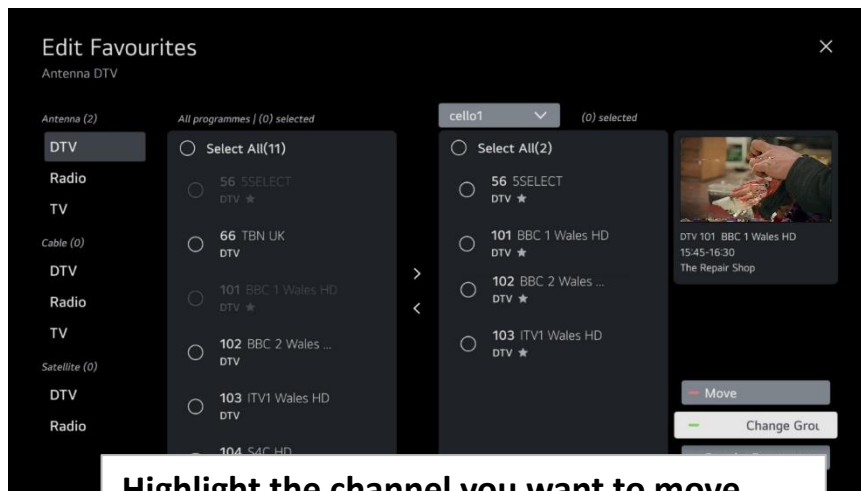 Edit Favourites
Antenna DTV
Antenna (2)
DTV
Radio
TV
Cable (0)
DTV
Radio
TV
Satellite (0)
DTV
Radio
All programmes | (0) selected
Select All(11)
56 5SELECT
DTV ★
66 TBN UK
DTV
101 BBC 1 Wales HD
DTV ★
102 BBC 2 Wales ...
DTV
103 ITV1 Wales HD
DTV
104 S4C HD
cello1
(0) selected
Select All(2)
56 5SELECT
DTV ★
101 BBC 1 Wales HD
DTV ★
102 BBC 2 Wales ...
DTV ★
103 ITV1 Wales HD
DTV ★
DTV 101 BBC 1 Wales HD
15:45-16:30
The Repair Shop
Move
Change Grou
Highlight the channel you want to move